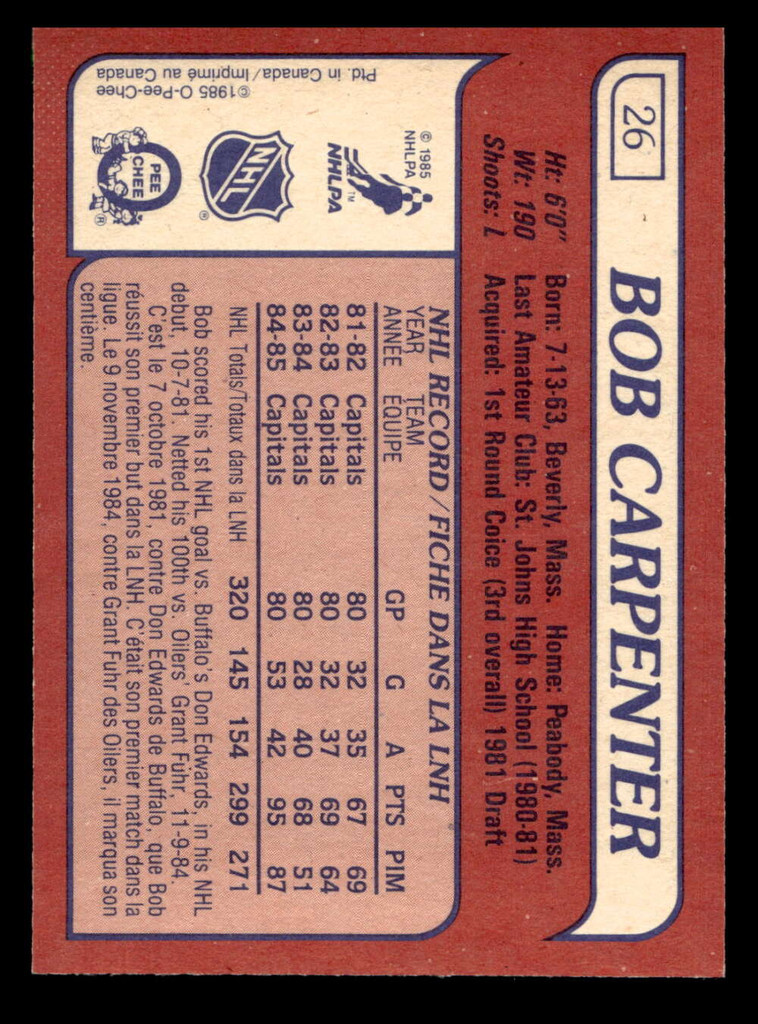 26
BOB CARPENTER
Ht: 6'0" Born: 7-13-63, Beverly, Mass. Home: Peabody, Mass.
Wt: 190 Last Amateur Club: St. Johns High School (1980-81)
Shoots: L Acquired: 1st Round Coice (3rd overall) 1981 Draft
© 1985
NHLPA
NHLPA
TM
NHL
®
O PEE CHEE
®
©1985 O-Pee-Chee
Ptd. in Canada/Imprimé au Canada
NHL RECORD/FICHE DANS LA LNH
YEAR TEAM GP G A PTS PIM
ANNÉE ÉQUIPE
81-82 Capitals 80 32 35 67 69
82-83 Capitals 80 32 37 69 64
83-84 Capitals 80 28 40 68 51
84-85 Capitals 80 53 42 95 87
NHL Totals/Totaux dans la LNH 320 145 154 299 271
Bob scored his 1st NHL goal vs. Buffalo's Don Edwards, in his NHL
debut, 10-7-81. Netted his 100th vs. Oilers' Grant Fuhr, 11-9-84.
C'est le 7 octobre 1981, contre Don Edwards de Buffalo, que Bob
réussit son premier but dans la LNH. C'était son premier match dans la
ligue. Le 9 novembre 1984, contre Grant Fuhr des Oilers, il marqua son
centième.